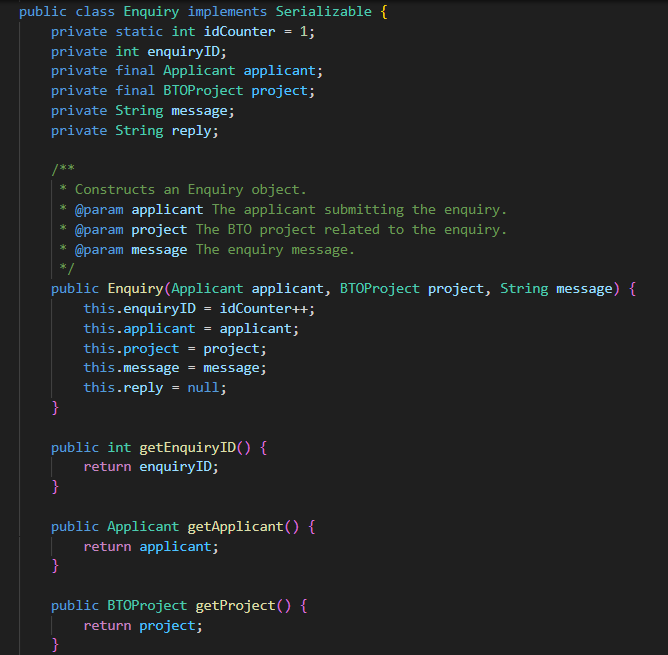 public class Enquiry implements Serializable {
    private static int idCounter = 1;
    private int enquiryID;
    private final Applicant applicant;
    private final BTOProject project;
    private String message;
    private String reply;

    /**
     * Constructs an Enquiry object.
     * @param applicant The applicant submitting the enquiry.
     * @param project The BTO project related to the enquiry.
     * @param message The enquiry message.
     */
    public Enquiry(Applicant applicant, BTOProject project, String message) {
        this.enquiryID = idCounter++;
        this.applicant = applicant;
        this.project = project;
        this.message = message;
        this.reply = null;
    }

    public int getEnquiryID() {
        return enquiryID;
    }

    public Applicant getApplicant() {
        return applicant;
    }

    public BTOProject getProject() {
        return project;
    }